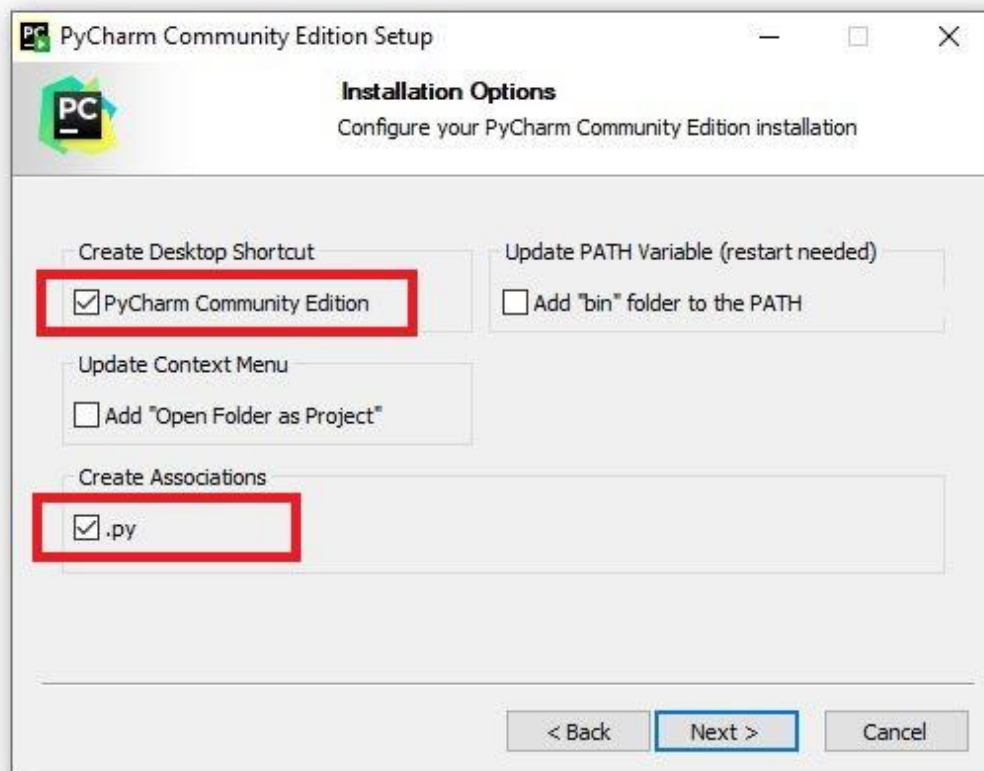 PyCharm Community Edition Setup
PC
Installation Options
Configure your PyCharm Community Edition installation
Create Desktop Shortcut
PyCharm Community Edition
Update PATH Variable (restart needed)
Add "bin" folder to the PATH
Update Context Menu
Add "Open Folder as Project"
Create Associations
.py
< Back
Next >
Cancel